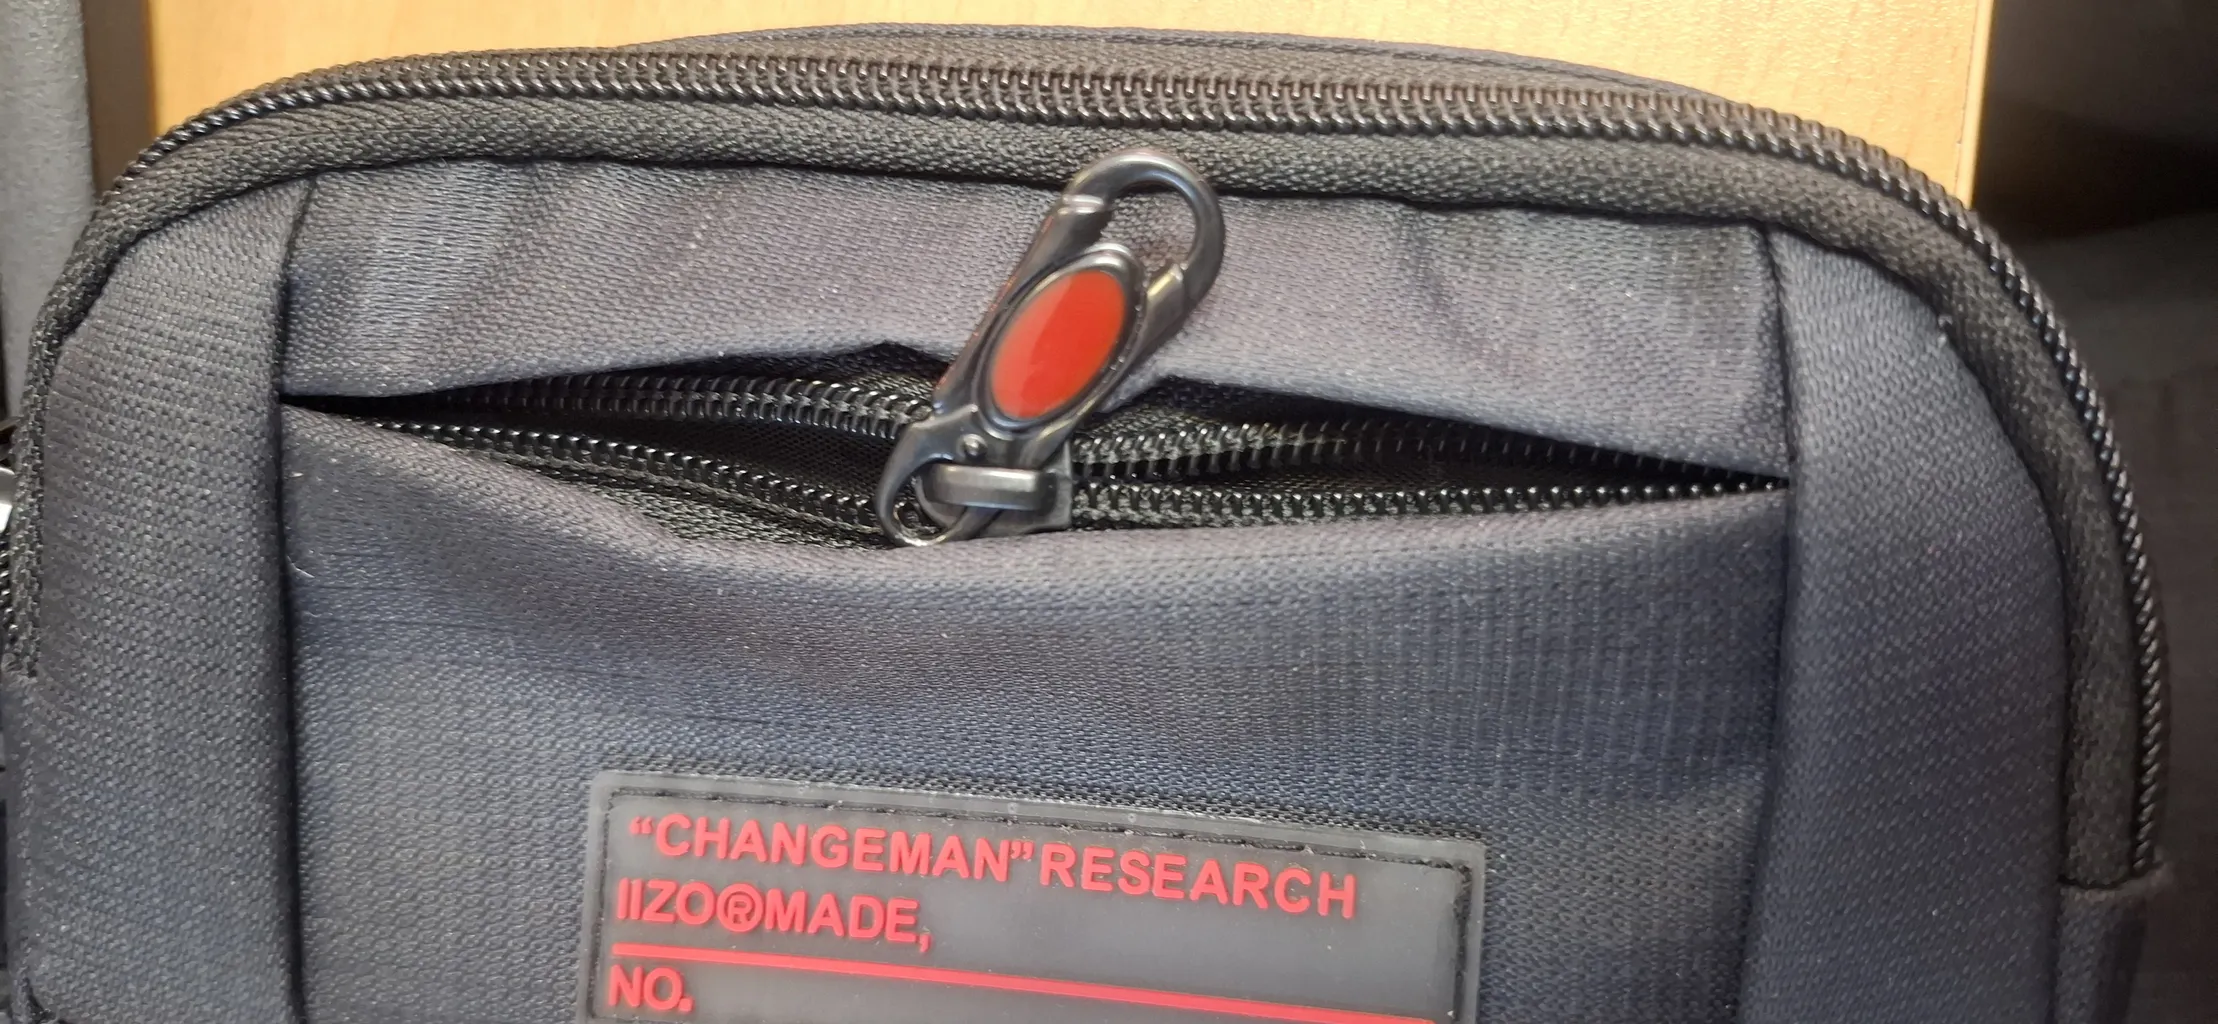 “CHANGEMAN” RESEARCH
IIZO®MADE,
NO.